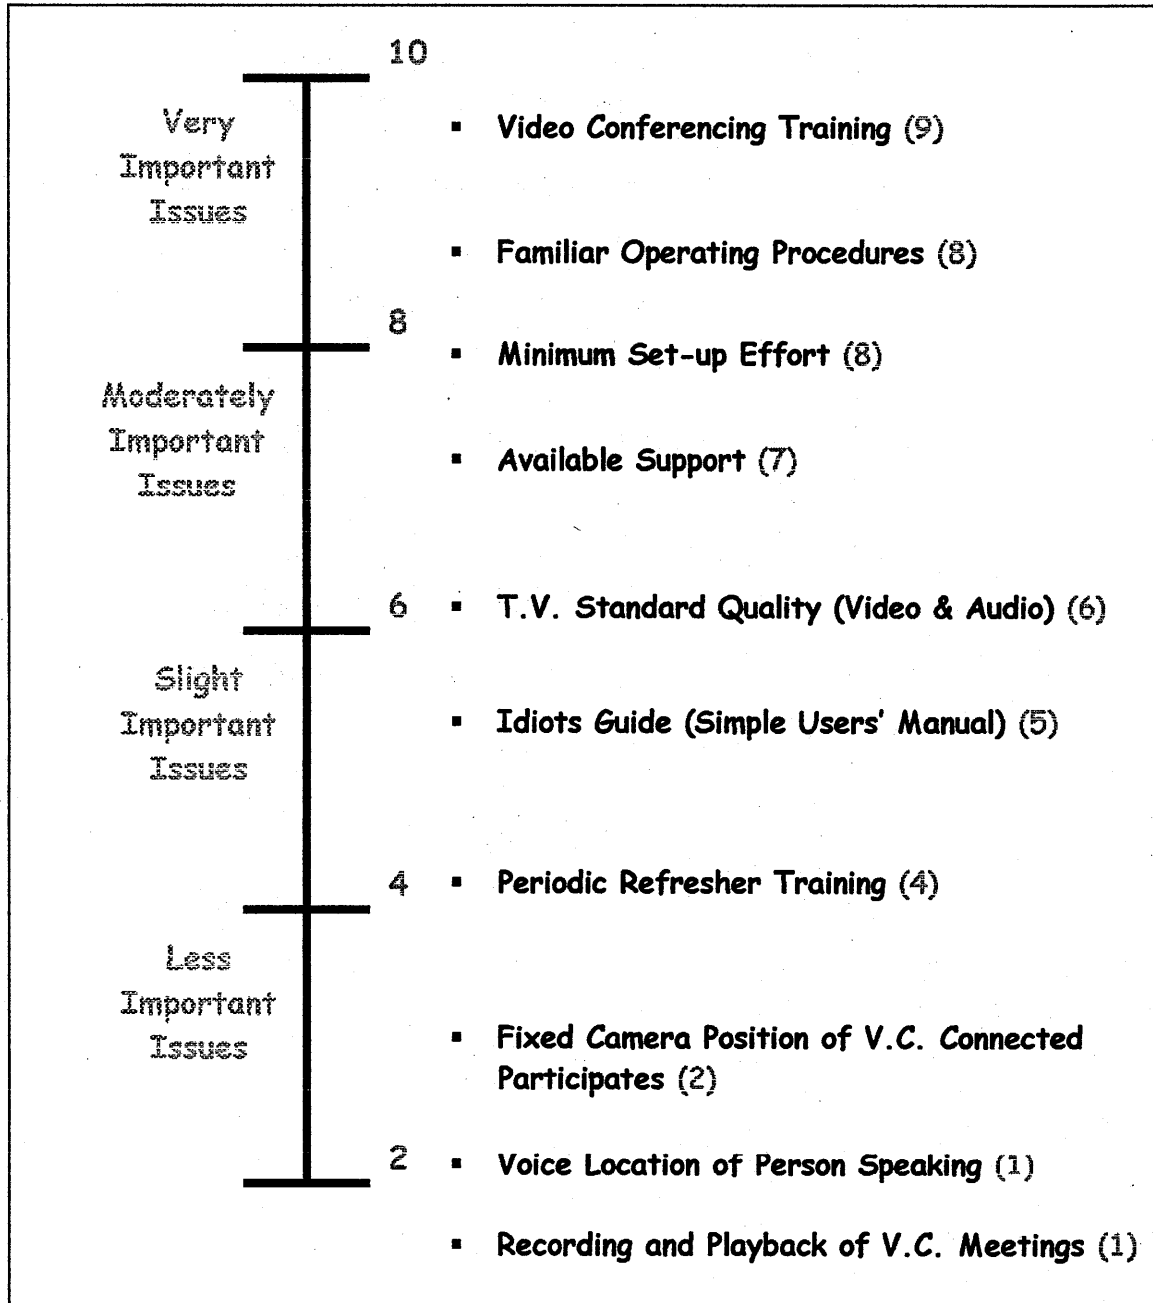 10
Very
Important
Issues
▪ Video Conferencing Training (9)
▪ Familiar Operating Procedures (8)
8
▪ Minimum Set-up Effort (8)
Moderately
Important
Issues
▪ Available Support (7)
6
▪ T.V. Standard Quality (Video & Audio) (6)
Slight
Important
Issues
▪ Idiots Guide (Simple Users' Manual) (5)
4
▪ Periodic Refresher Training (4)
Less
Important
Issues
▪ Fixed Camera Position of V.C. Connected
Participates (2)
2
▪ Voice Location of Person Speaking (1)
▪ Recording and Playback of V.C. Meetings (1)